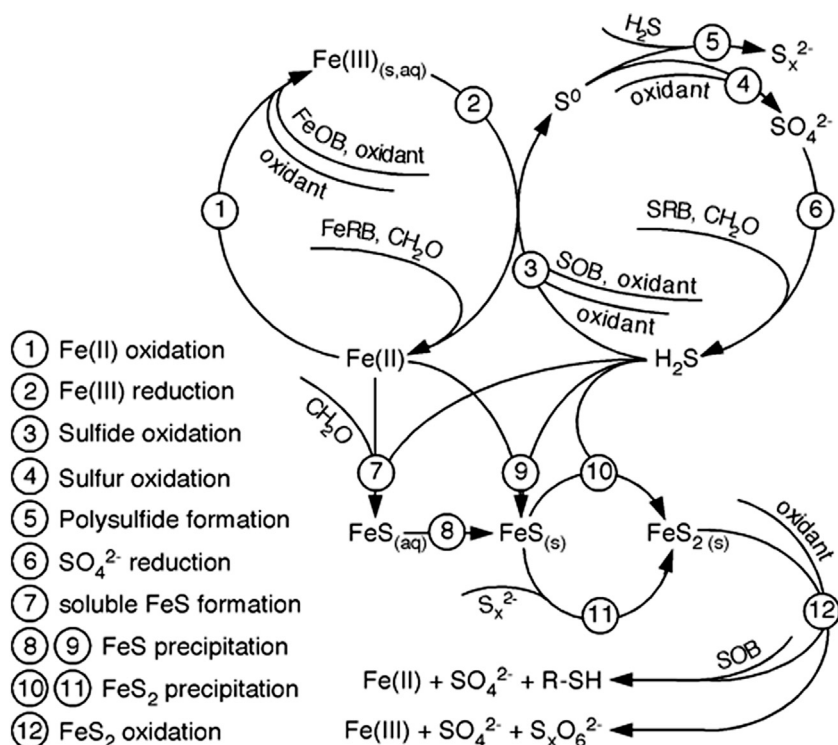 H₂S
⑤
Sₓ²⁻
Fe(III)(s,aq)
②
S⁰
oxidant
④
SO₄²⁻
FeOB, oxidant
oxidant
①
⑥
SRB, CH₂O
FeRB, CH₂O
③
SOB, oxidant
oxidant
Fe(II)
H₂S
CH₂O
⑦
⑨
⑩
FeS(aq)
⑧
FeS(s)
FeS₂ (s)
oxidant
Sₓ²⁻
⑪
⑫
SOB
Fe(II) + SO₄²⁻ + R-SH
Fe(III) + SO₄²⁻ + SₓO₆²⁻
① Fe(II) oxidation
② Fe(III) reduction
③ Sulfide oxidation
④ Sulfur oxidation
⑤ Polysulfide formation
⑥ SO₄²⁻ reduction
⑦ soluble FeS formation
⑧ ⑨ FeS precipitation
⑩ ⑪ FeS₂ precipitation
⑫ FeS₂ oxidation